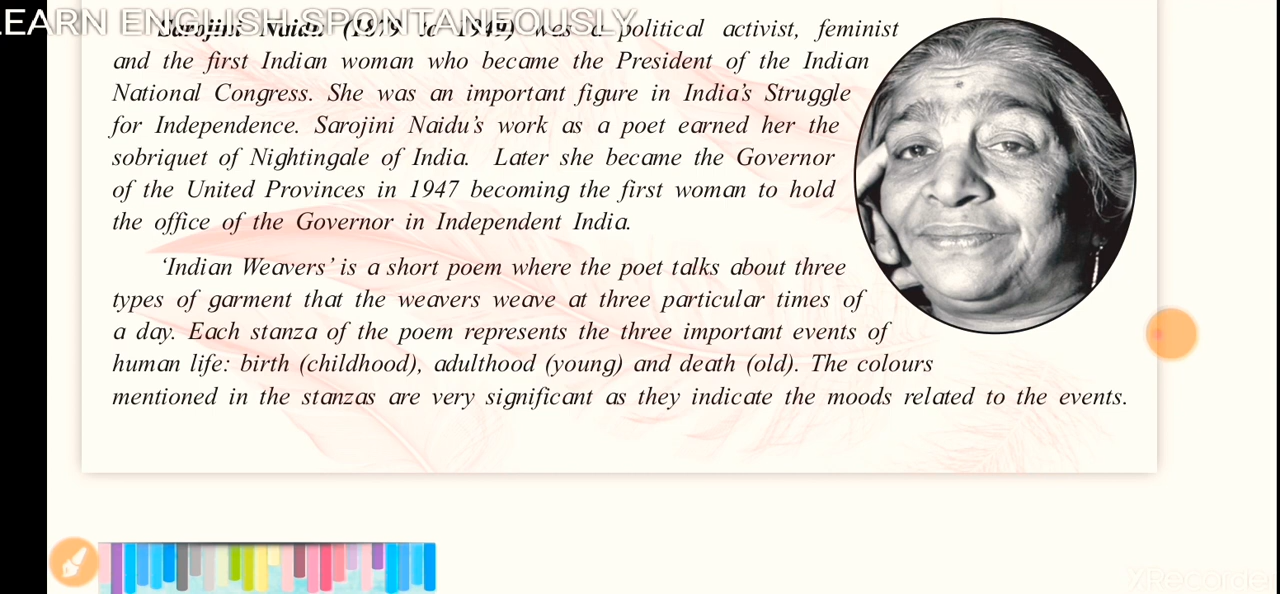 LEARN ENGLISH SPONTANEOUSLY
Sarojini Naidu (1879 to 1949) was a political activist, feminist
and the first Indian woman who became the President of the Indian
National Congress. She was an important figure in India's Struggle
for Independence. Sarojini Naidu's work as a poet earned her the
sobriquet of Nightingale of India. Later she became the Governor
of the United Provinces in 1947 becoming the first woman to hold
the office of the Governor in Independent India.
'Indian Weavers' is a short poem where the poet talks about three
types of garment that the weavers weave at three particular times of
a day. Each stanza of the poem represents the three important events of
human life: birth (childhood), adulthood (young) and death (old). The colours
mentioned in the stanzas are very significant as they indicate the moods related to the events.
XRecorder